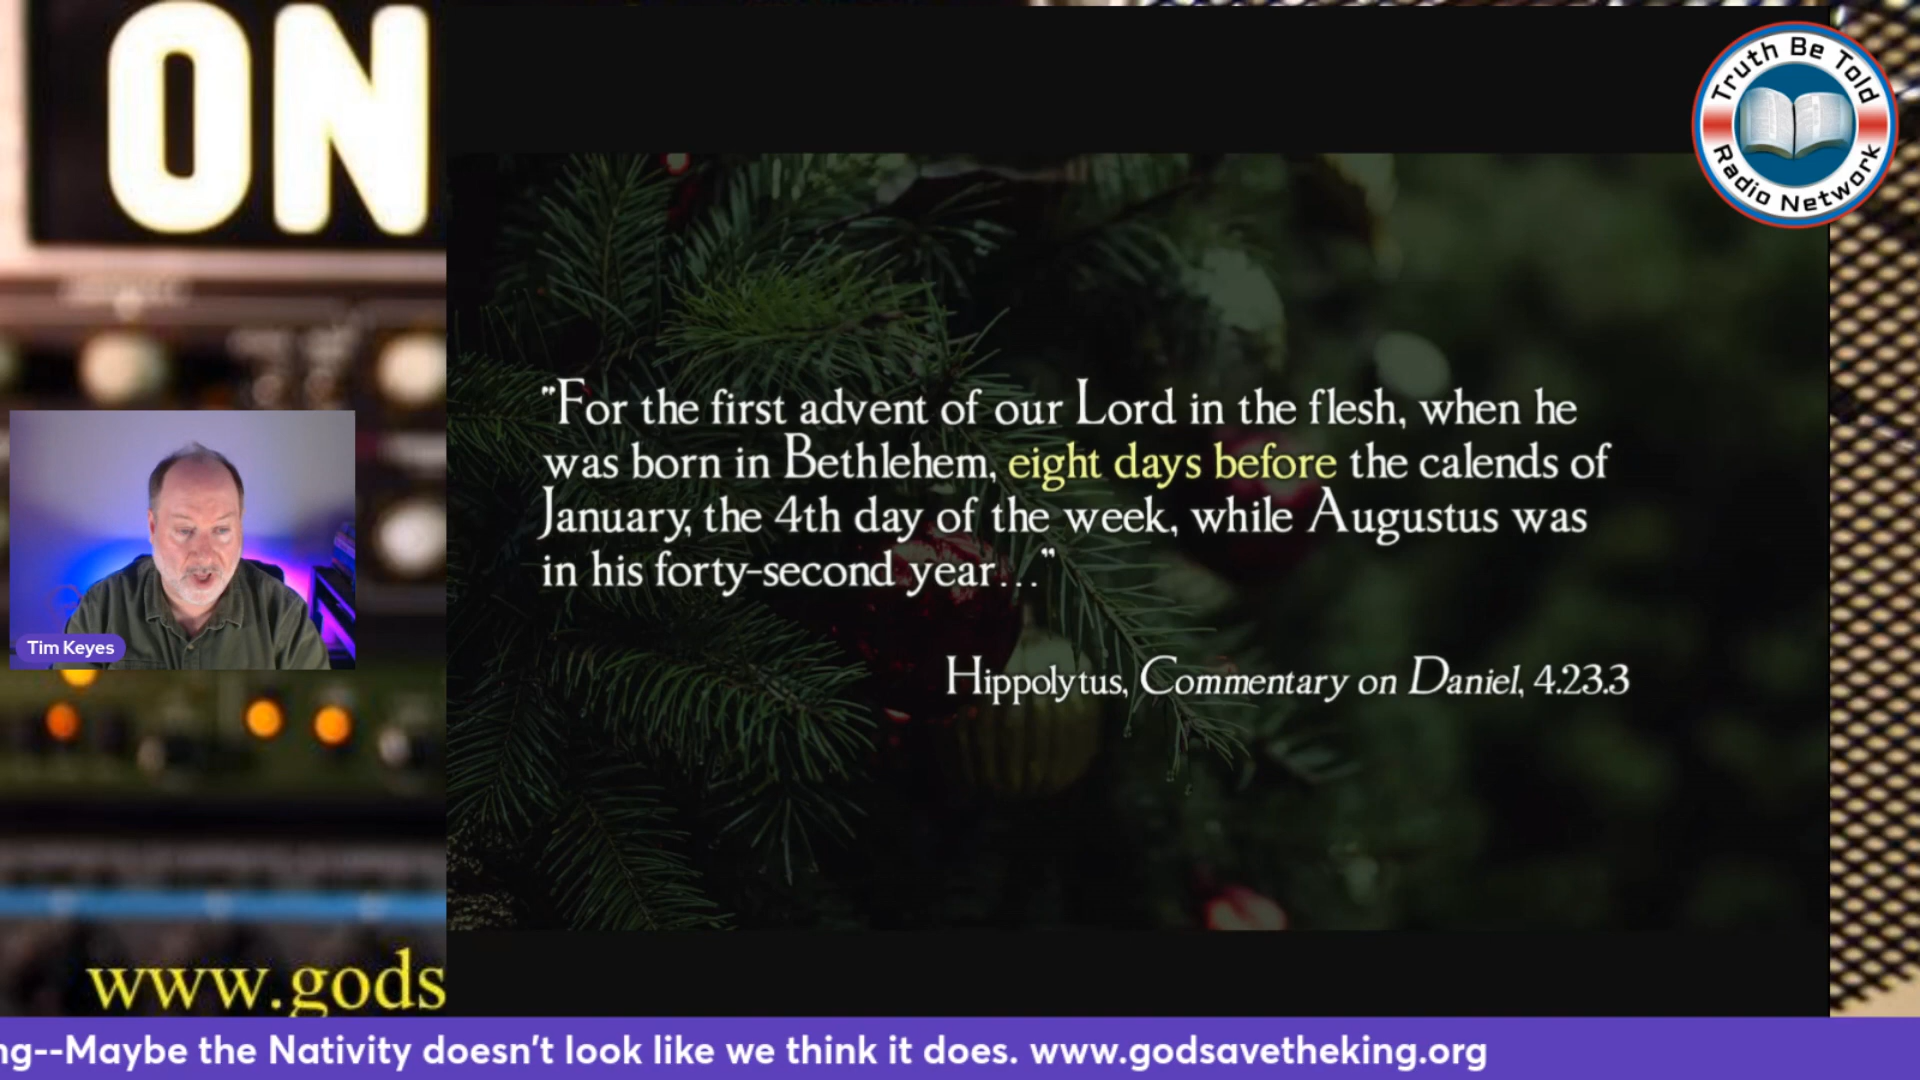 ON
Truth Be Told
Radio Network
"For the first advent of our Lord in the flesh, when he
was born in Bethlehem, eight days before the calends of
January, the 4th day of the week, while Augustus was
in his forty-second year…"
Hippolytus, Commentary on Daniel, 4.23.3
Tim Keyes
www.gods
ng--Maybe the Nativity doesn't look like we think it does. www.godsavetheking.org